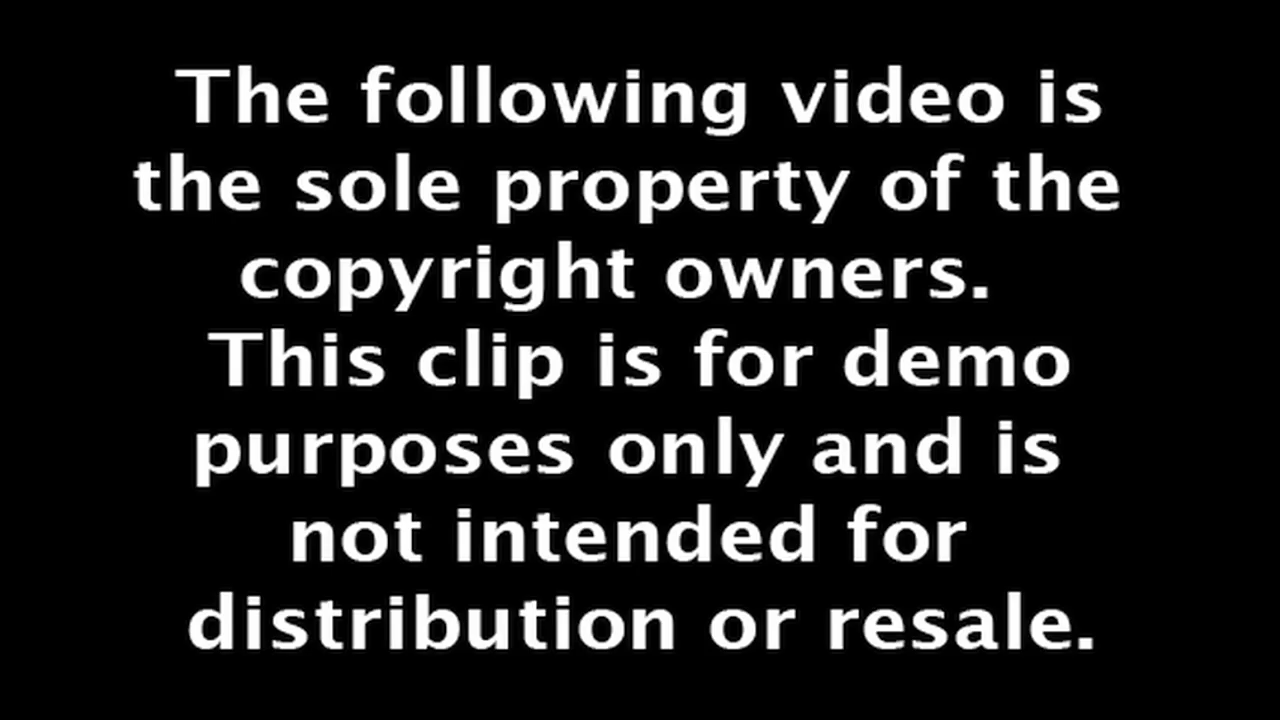 The following video is
the sole property of the
copyright owners.
This clip is for demo
purposes only and is
not intended for
distribution or resale.